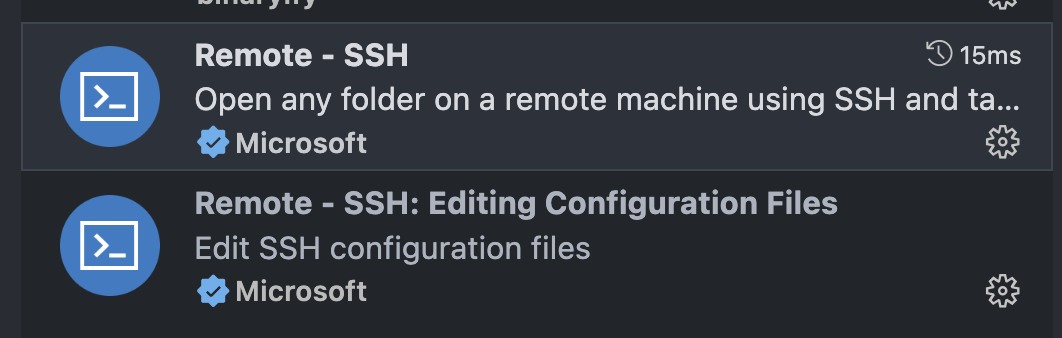 Remote - SSH
15ms
Open any folder on a remote machine using SSH and ta...
Microsoft
Remote - SSH: Editing Configuration Files
Edit SSH configuration files
Microsoft